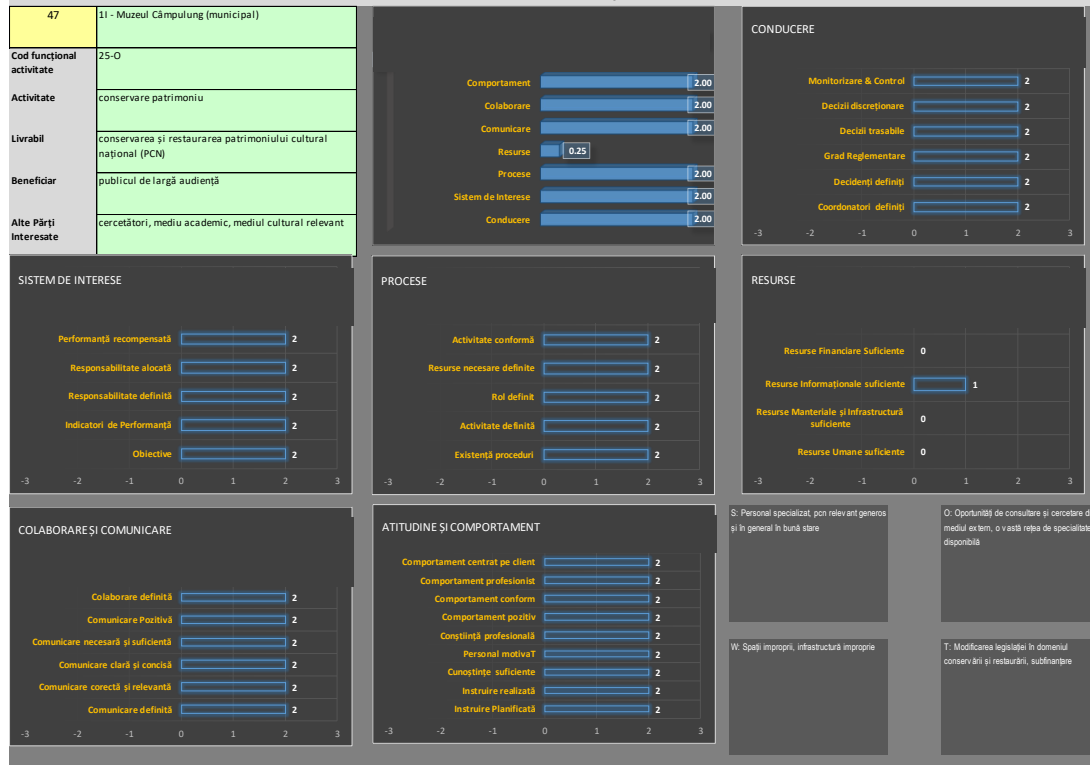 47
1I - Muzeul Câmpulung (municipal)
Cod funcțional
activitate
25-O
Activitate
conservare patrimoniu
Livrabil
conservarea și restaurarea patrimoniului cultural
național (PCN)
Beneficiar
publicul de largă audiență
Alte Părți
Interesate
cercetători, mediu academic, mediul cultural relevant
Comportament 2.00
Colaborare 2.00
Comunicare 2.00
Resurse 0.25
Procese 2.00
Sistem de Interese 2.00
Conducere 2.00
CONDUCERE
Monitorizare & Control 2
Decizii discreționare 2
Decizii trasabile 2
Grad Reglementare 2
Decidenți definiți 2
Coordonatori definiți 2
-3 -2 -1 0 1 2 3
SISTEM DE INTERESE
Performanță recompensată 2
Responsabilitate alocată 2
Responsabilitate definită 2
Indicatori de Performanță 2
Obiective 2
-3 -2 -1 0 1 2 3
PROCESE
Activitate conformă 2
Resurse necesare definite 2
Rol definit 2
Activitate definită 2
Existență proceduri 2
-3 -2 -1 0 1 2 3
RESURSE
Resurse Financiare Suficiente 0
Resurse Informaționale suficiente 1
Resurse Manteriale și Infrastructură
suficiente 0
Resurse Umane suficiente 0
-3 -2 -1 0 1 2 3
COLABORARE ȘI COMUNICARE
Colaborare definită 2
Comunicare Pozitivă 2
Comunicare necesară și suficientă 2
Comunicare clară și concisă 2
Comunicare corectă și relevantă 2
Comunicare definită 2
-3 -2 -1 0 1 2 3
ATITUDINE ȘI COMPORTAMENT
Comportament centrat pe client 2
Comportament profesionist 2
Comportament conform 2
Comportament pozitiv 2
Conștiință profesională 2
Personal motivaT 2
Cunoștințe suficiente 2
Instruire realizată 2
Instruire Planificată 2
-3 -2 -1 0 1 2 3
S: Personal specializat, pcn relevant generos
și în general în bună stare
O: Oportunități de consultare și cercetare d
mediul extern, o vastă rețea de specialitate
disponibilă
W: Spații improprii, infrastructură improprie
T: Modificarea legislației în domeniul
conservării și restaurării, subfinanțare